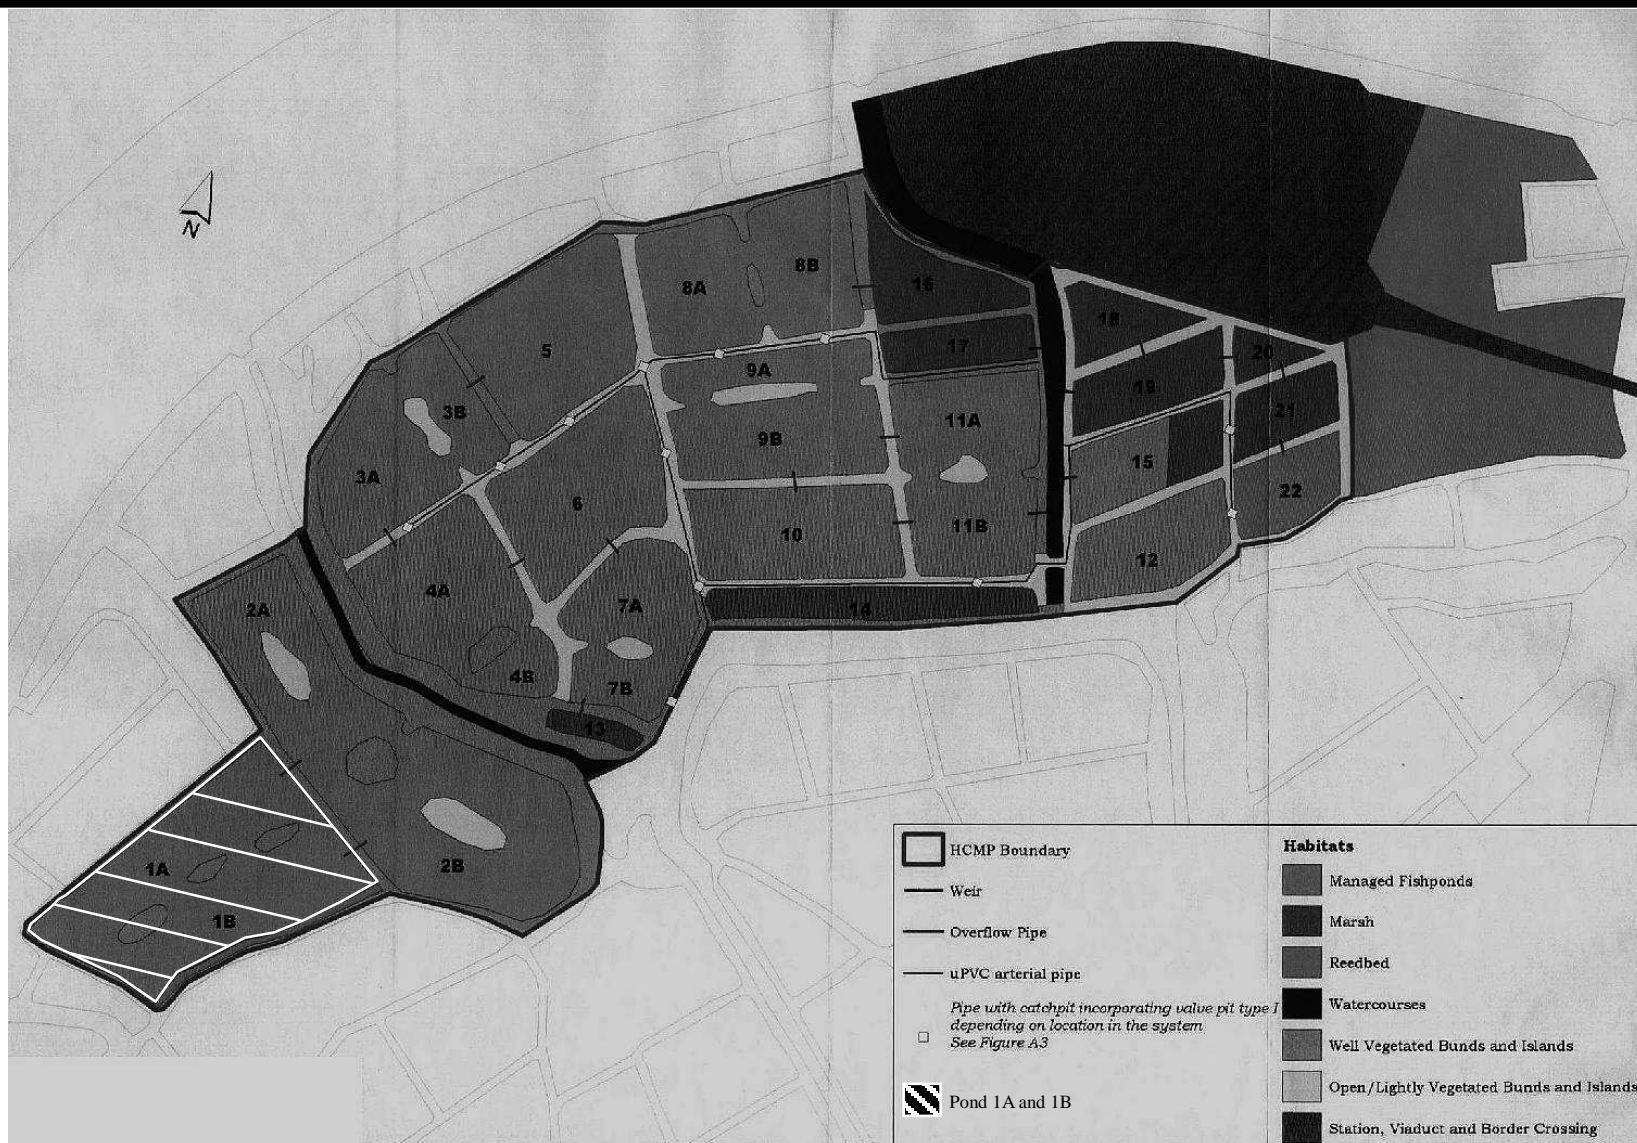 N
8B
8A
16
18
5
17
20
9A
19
3B
21
11A
9B
15
3A
22
6
11B
10
12
4A
7A
14
2A
4B
7B
13
1A
2B
1B
HCMP Boundary
Weir
Overflow Pipe
uPVC arterial pipe
Pipe with catchpit incorporating valve pit type I
depending on location in the system
See Figure A3
Pond 1A and 1B
Habitats
Managed Fishponds
Marsh
Reedbed
Watercourses
Well Vegetated Bunds and Islands
Open/Lightly Vegetated Bunds and Islands
Station, Viaduct and Border Crossing